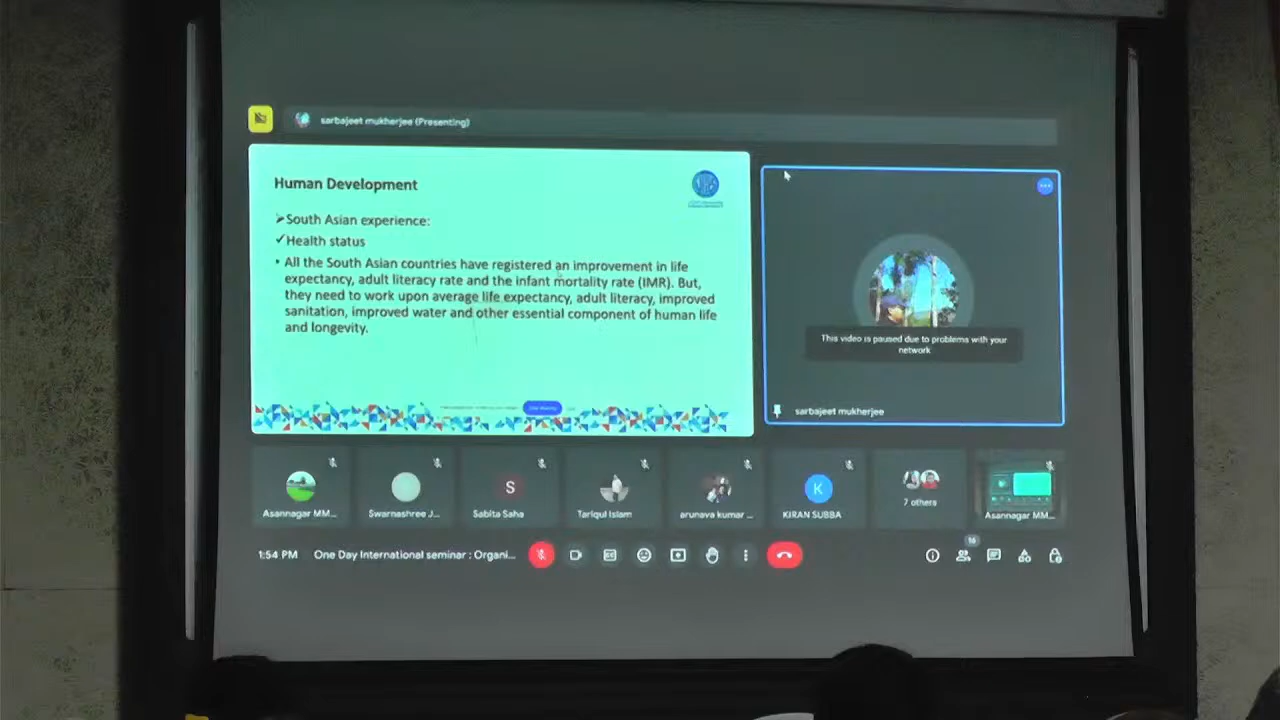 sarbajeet mukherjee (Presenting)
Human Development
➢South Asian experience:
✓Health status
• All the South Asian countries have registered an improvement in life
expectancy, adult literacy rate and the infant mortality rate (IMR). But,
they need to work upon average life expectancy, adult literacy, improved
sanitation, improved water and other essential component of human life
and longevity.
This video is paused due to problems with your
network
sarbajeet mukherjee
Asannagar MM...
Swarnashree J...
S
Sabita Saha
Tariqul Islam
arunava kumar ...
K
KIRAN SUBBA
7 others
Asannagar MM...
1:54 PM
One Day International seminar : Organi...
16